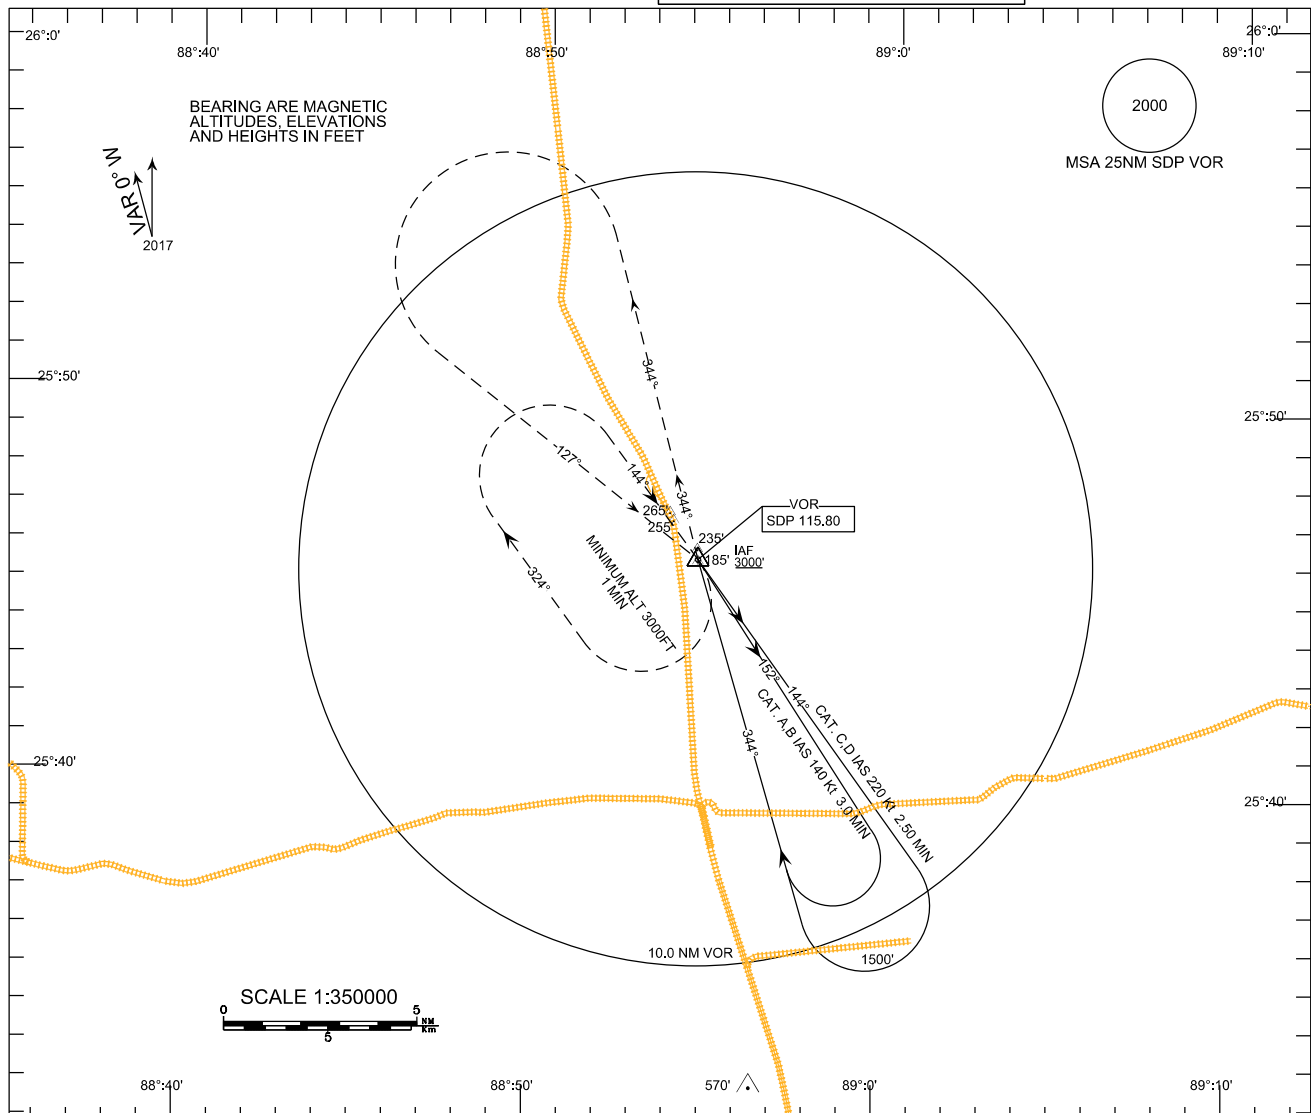 26°:0'
88°:40'
88°:50'
89°:0'
26°:0'
89°:10'
BEARING ARE MAGNETIC
ALTITUDES, ELEVATIONS
AND HEIGHTS IN FEET
2000
MSA 25NM SDP VOR
VAR 0° W
2017
25°:50'
25°:50'
344°
127°
144°
344°
265'
255'
VOR
SDP 115.80
235'
185'
IAF
3000'
MINIMUM ALT 3000FT
1 MIN
324°
152°
144°
CAT. A,B IAS 140 Kt 3.0 MIN
CAT. C,D IAS 220 Kt 2.50 MIN
344°
25°:40'
25°:40'
10.0 NM VOR
1500'
SCALE 1:350000
0
5
NM
Km
5
88°:40'
88°:50'
570'
89°:0'
89°:10'